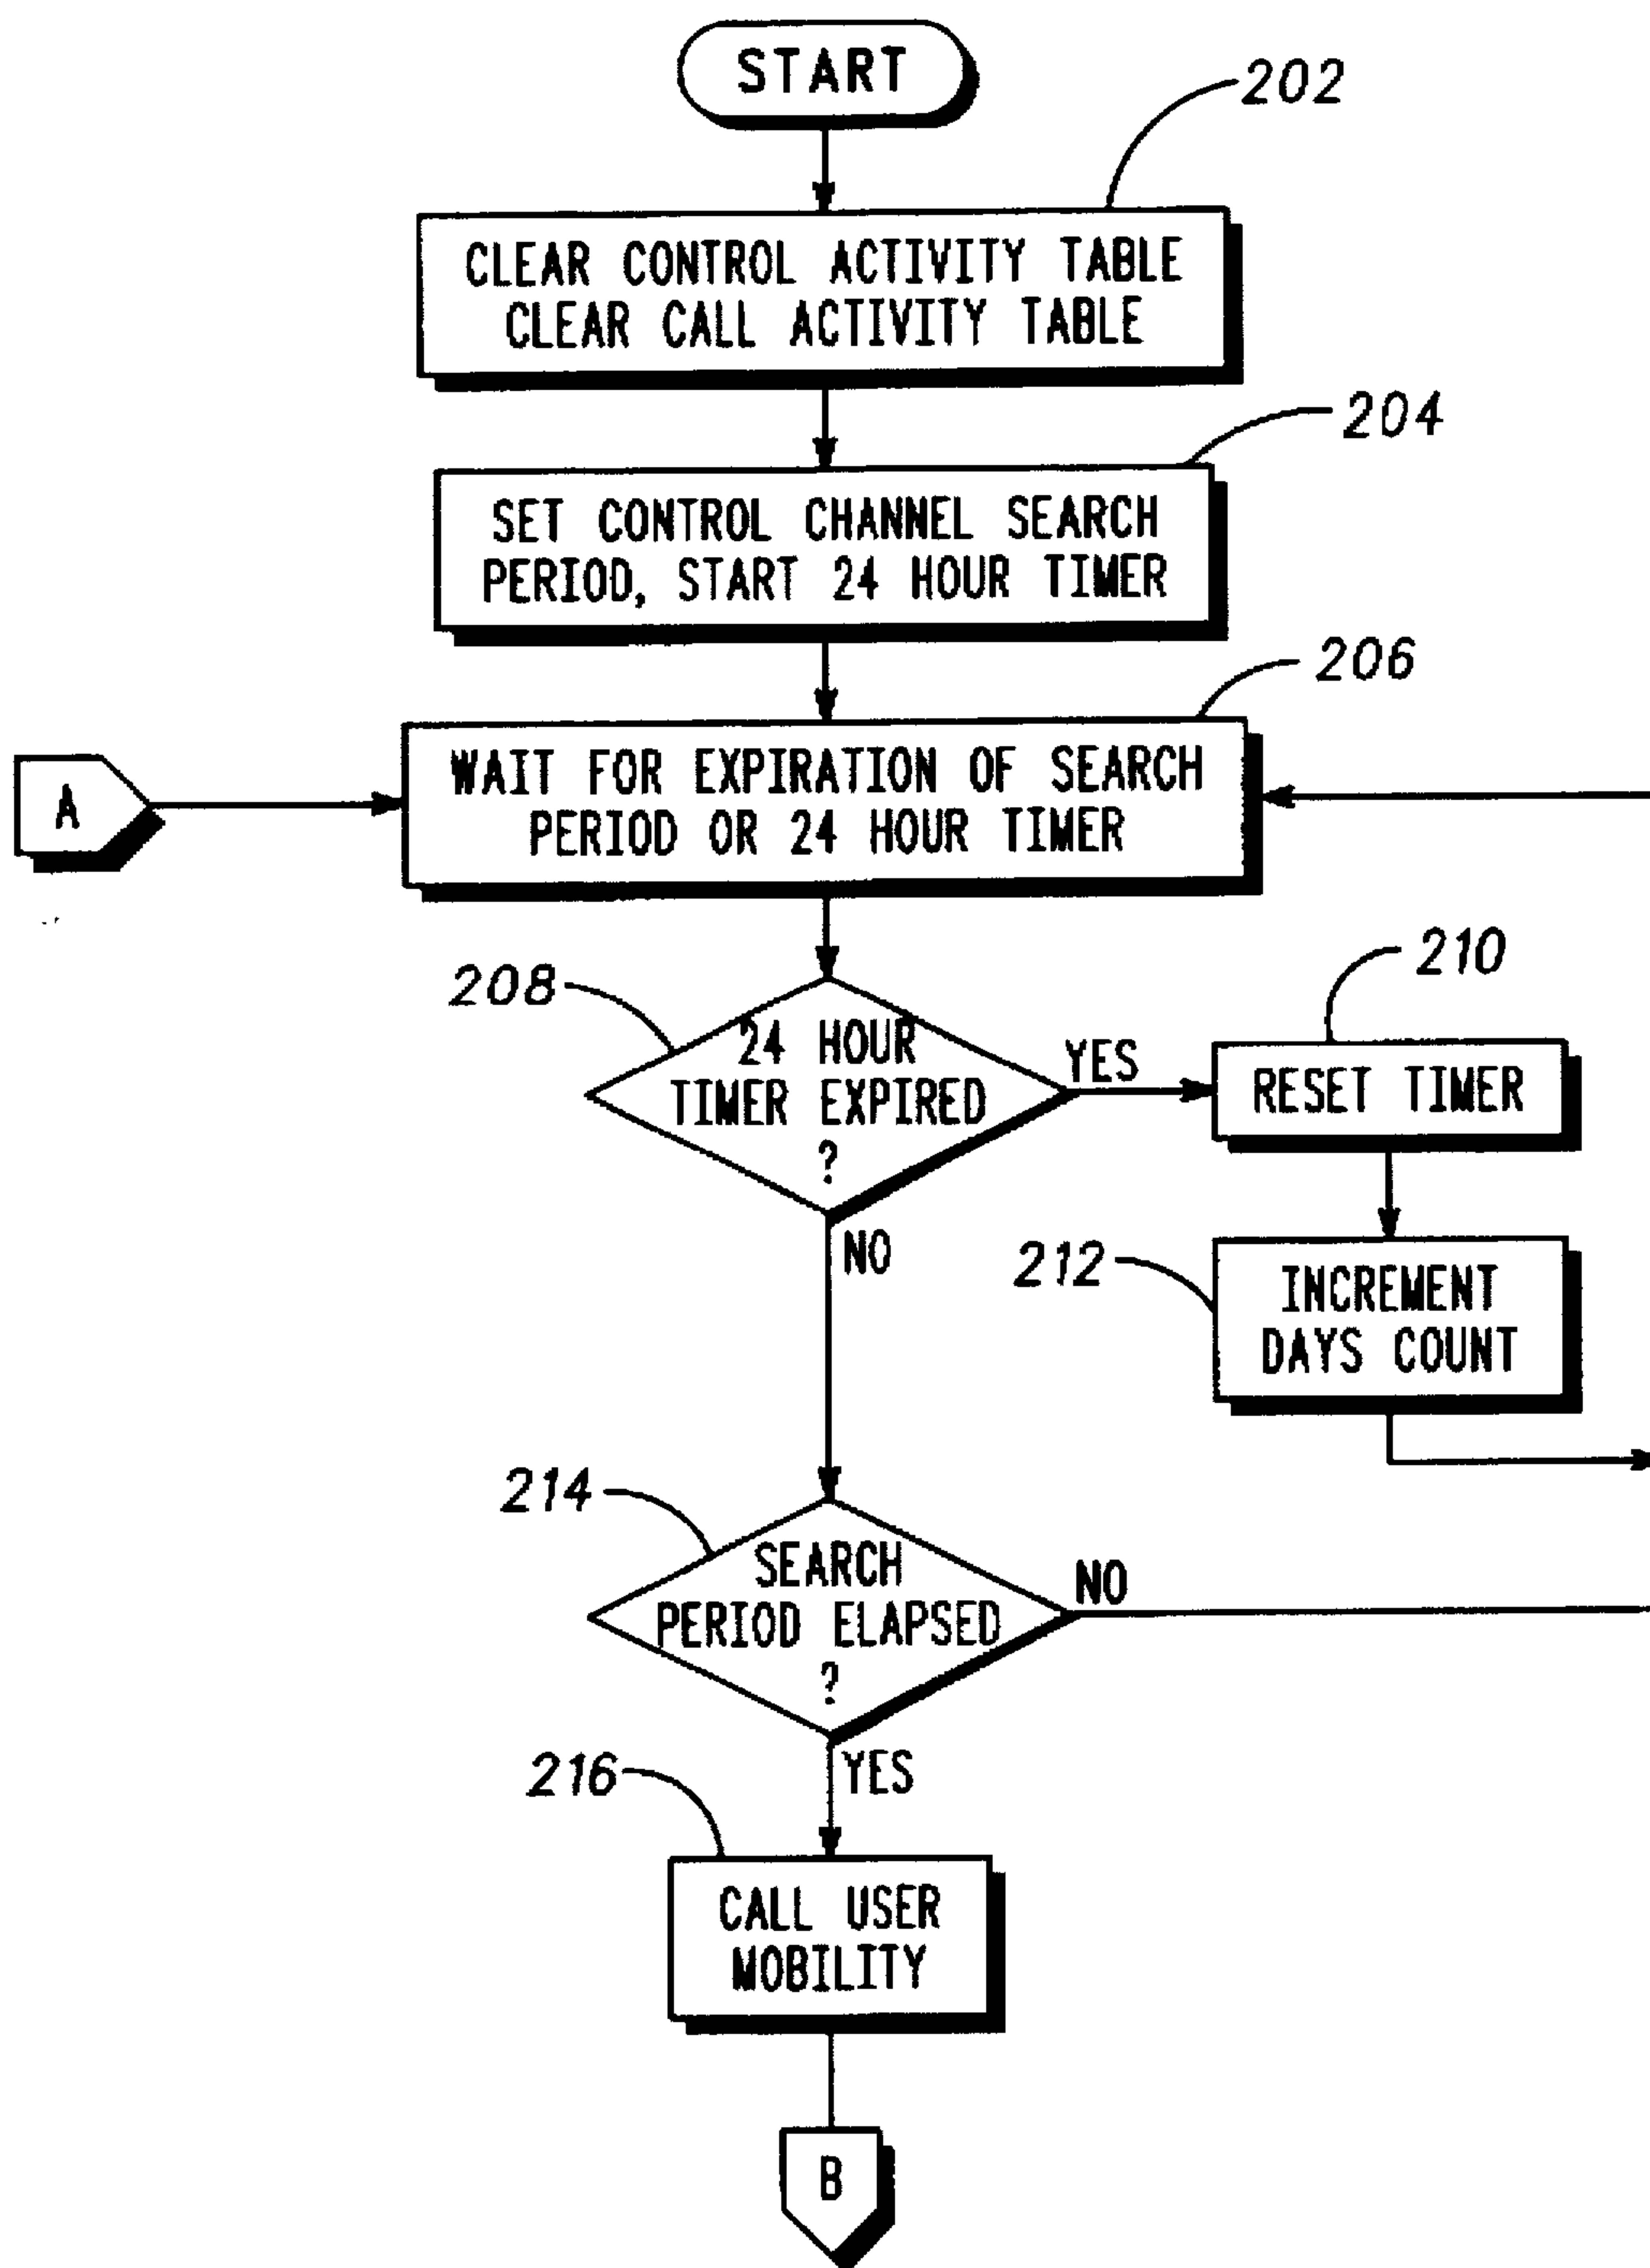 START
202
CLEAR CONTROL ACTIVITY TABLE
CLEAR CALL ACTIVITY TABLE
204
SET CONTROL CHANNEL SEARCH
PERIOD, START 24 HOUR TIMER
206
WAIT FOR EXPIRATION OF SEARCH
PERIOD OR 24 HOUR TIMER
A
208
24 HOUR
TIMER EXPIRED
?
YES
NO
210
RESET TIMER
212
INCREMENT
DAYS COUNT
214
SEARCH
PERIOD ELAPSED
?
NO
YES
216
CALL USER
MOBILITY
B